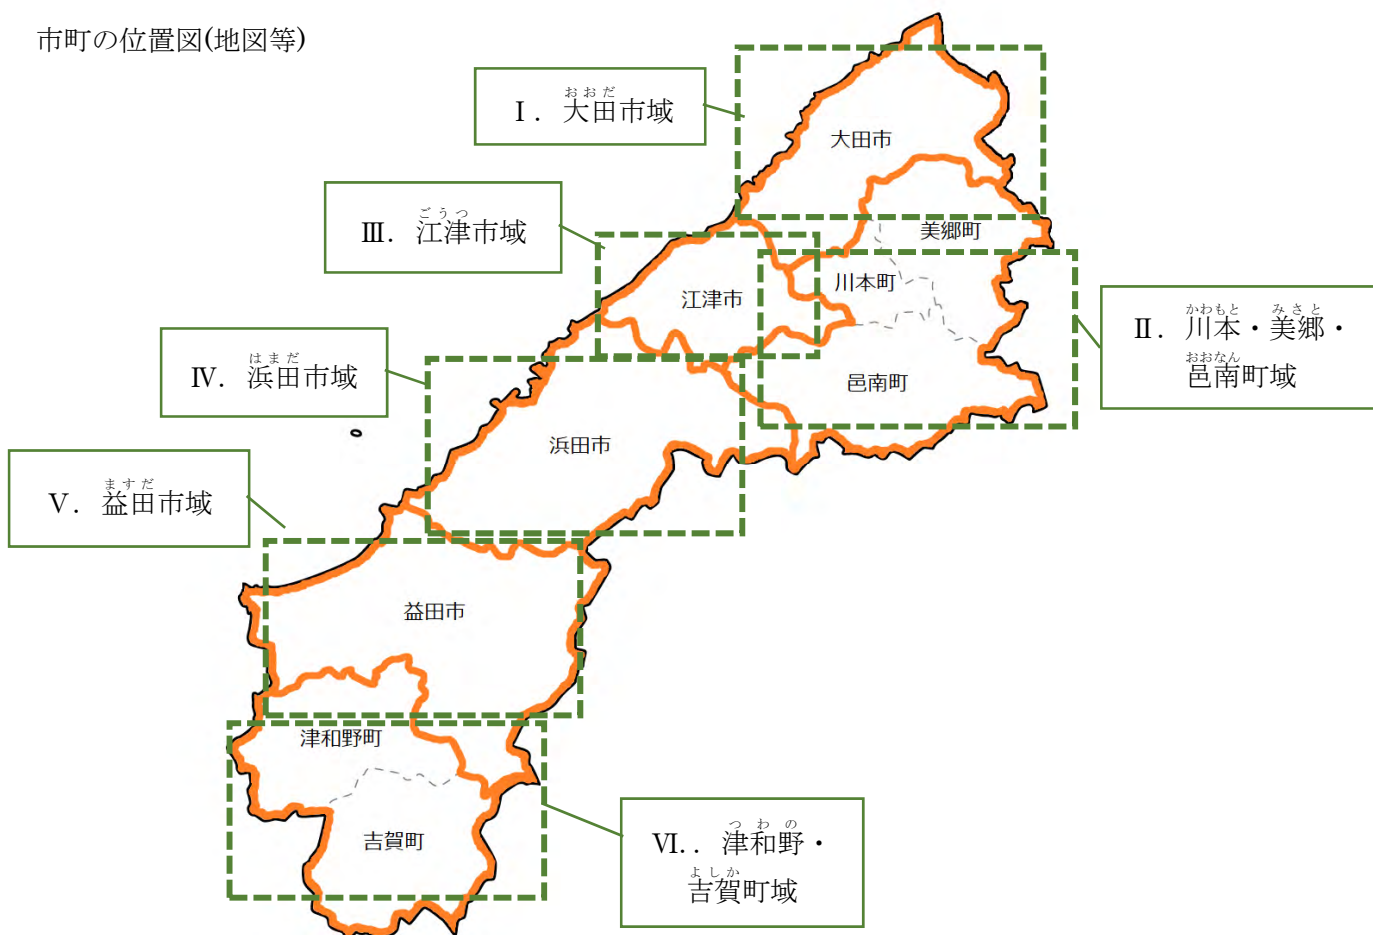 市町の位置図(地図等)
おおだ
Ⅰ. 大田市域
大田市
ごうつ
Ⅲ. 江津市域
美郷町
川本町
江津市
かわもと みさと
Ⅱ. 川本・美郷・
おおなん
邑南町域
はまだ
Ⅳ. 浜田市域
邑南町
浜田市
ますだ
Ⅴ. 益田市域
益田市
津和野町
吉賀町
つわの
Ⅵ.. 津和野・
よしか
吉賀町域